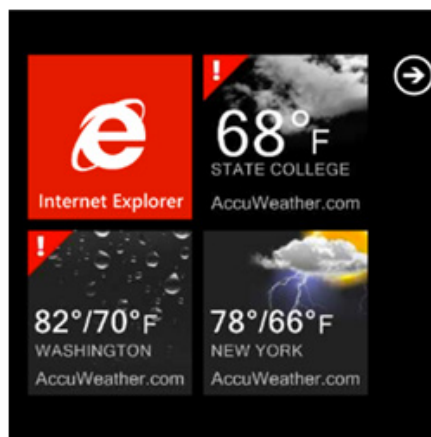 Internet Explorer
!
68°F
STATE COLLEGE
AccuWeather.com
!
82°/70°F
WASHINGTON
AccuWeather.com
78°/66°F
NEW YORK
AccuWeather.com